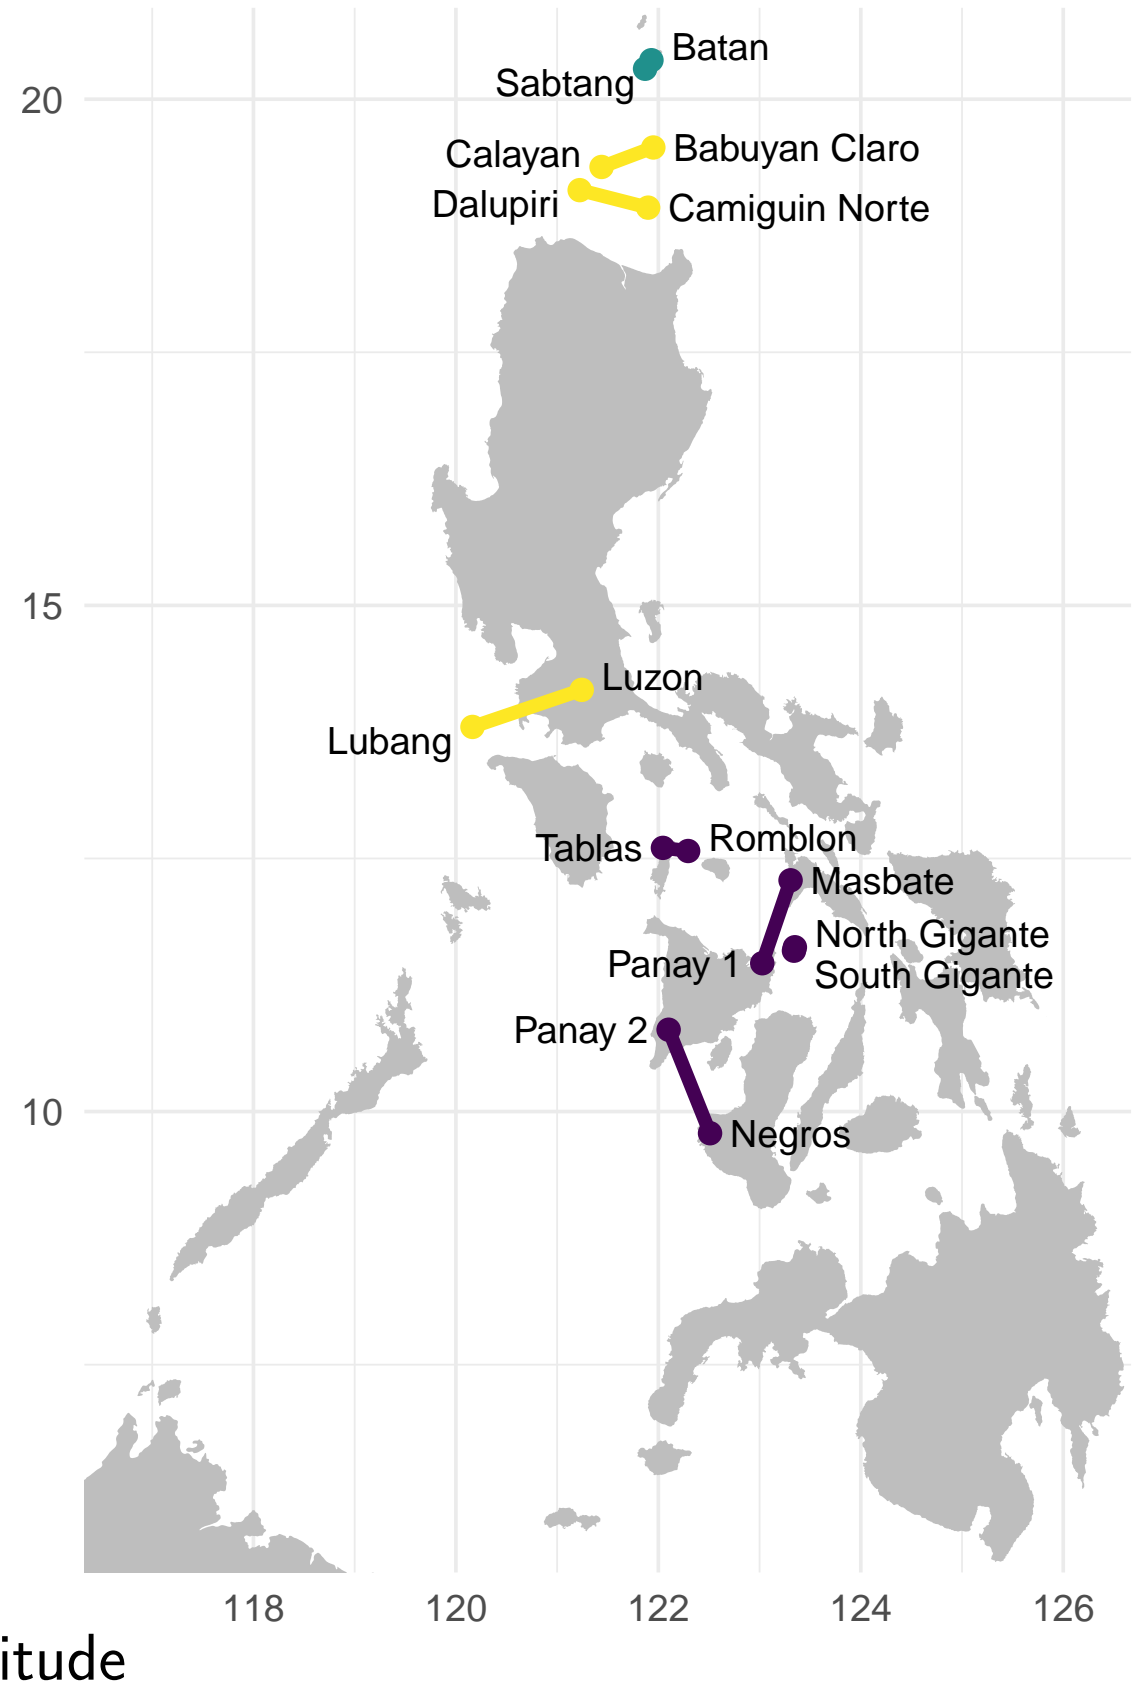 Batan
Sabtang
20
Calayan
Babuyan Claro
Dalupiri
Camiguin Norte
15
Luzon
Lubang
Tablas
Romblon
Masbate
North Gigante
Panay 1
South Gigante
Panay 2
10
Negros
118 120 122 124 126
itude